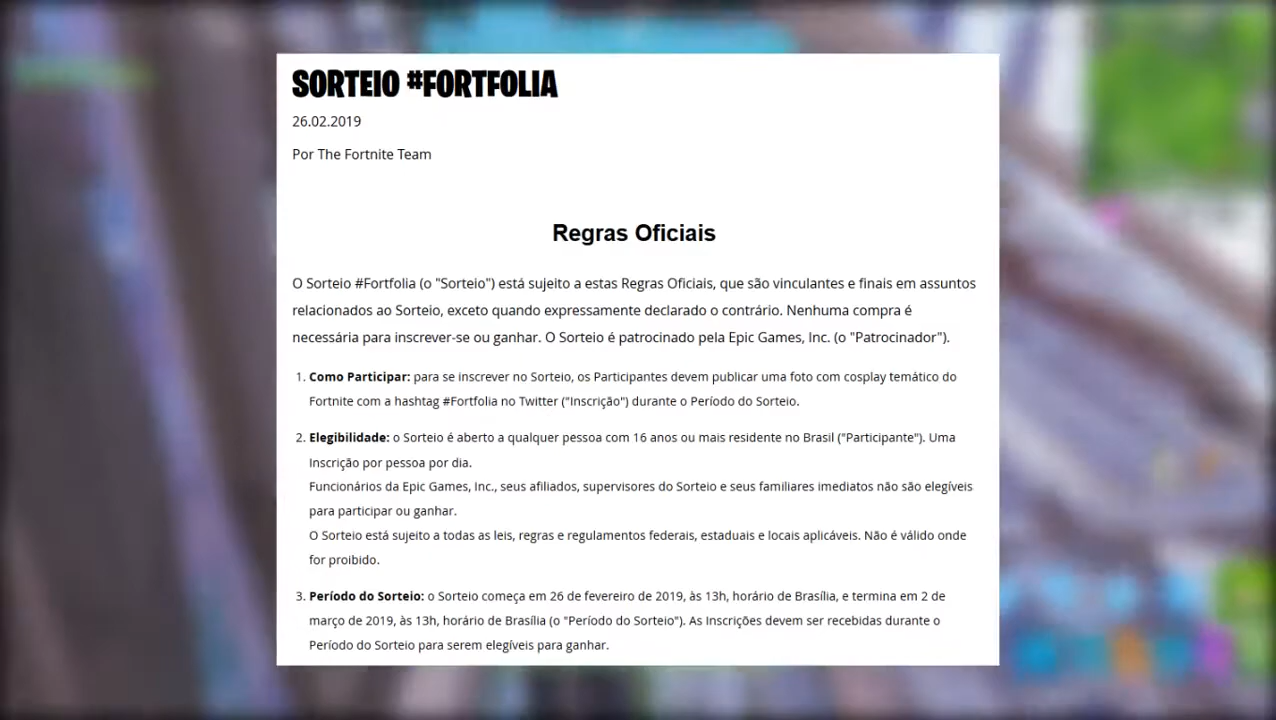 SORTEIO #FORTFOLIA
26.02.2019
Por The Fortnite Team
Regras Oficiais
O Sorteio #Fortfolia (o "Sorteio") está sujeito a estas Regras Oficiais, que são vinculantes e finais em assuntos
relacionados ao Sorteio, exceto quando expressamente declarado o contrário. Nenhuma compra é
necessária para inscrever-se ou ganhar. O Sorteio é patrocinado pela Epic Games, Inc. (o "Patrocinador").
1. Como Participar: para se inscrever no Sorteio, os Participantes devem publicar uma foto com cosplay temático do
Fortnite com a hashtag #Fortfolia no Twitter ("Inscrição") durante o Período do Sorteio.
2. Elegibilidade: o Sorteio é aberto a qualquer pessoa com 16 anos ou mais residente no Brasil ("Participante"). Uma
Inscrição por pessoa por dia.
Funcionários da Epic Games, Inc., seus afiliados, supervisores do Sorteio e seus familiares imediatos não são elegíveis
para participar ou ganhar.
O Sorteio está sujeito a todas as leis, regras e regulamentos federais, estaduais e locais aplicáveis. Não é válido onde
for proibido.
3. Período do Sorteio: o Sorteio começa em 26 de fevereiro de 2019, às 13h, horário de Brasília, e termina em 2 de
março de 2019, às 13h, horário de Brasília (o "Período do Sorteio"). As Inscrições devem ser recebidas durante o
Período do Sorteio para serem elegíveis para ganhar.